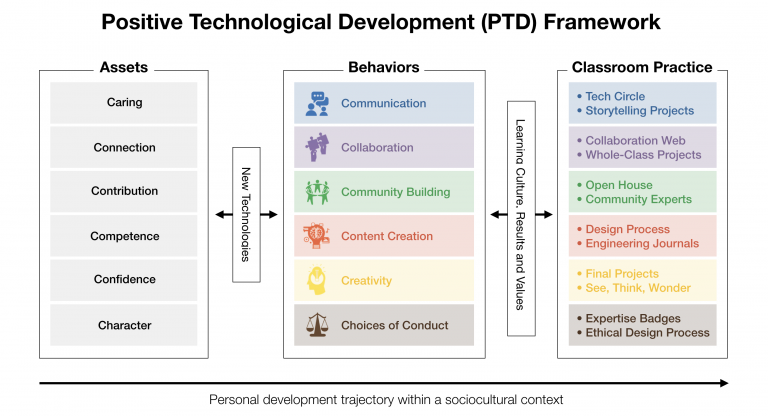 Positive Technological Development (PTD) Framework
Assets
Caring
Connection
Contribution
Competence
Confidence
Character
New Technologies
Behaviors
Communication
Collaboration
Community Building
Content Creation
Creativity
Choices of Conduct
Learning Culture, Results and Values
Classroom Practice
• Tech Circle
• Storytelling Projects
• Collaboration Web
• Whole-Class Projects
• Open House
• Community Experts
• Design Process
• Engineering Journals
• Final Projects
• See, Think, Wonder
• Expertise Badges
• Ethical Design Process
Personal development trajectory within a sociocultural context